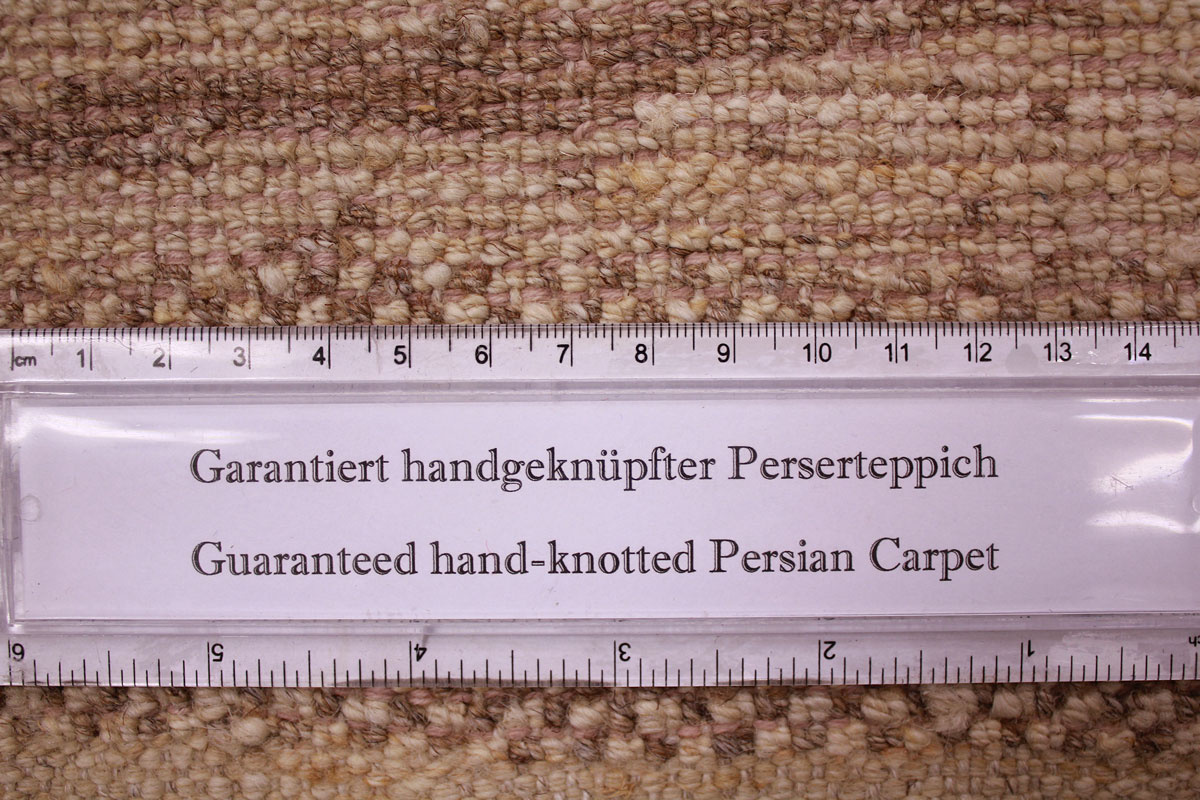 cm 1 2 3 4 5 6 7 8 9 10 11 12 13 14
Garantiert handgeknüpfter Perserteppich
Guaranteed hand-knotted Persian Carpet
6 5 4 3 2 1